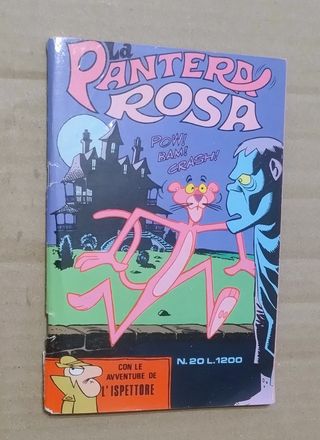 La
PANTERA
ROSA
POW!
BAM!
CRASH!
N.20 L.1200
CON LE
AVVENTURE DE
L'ISPETTORE